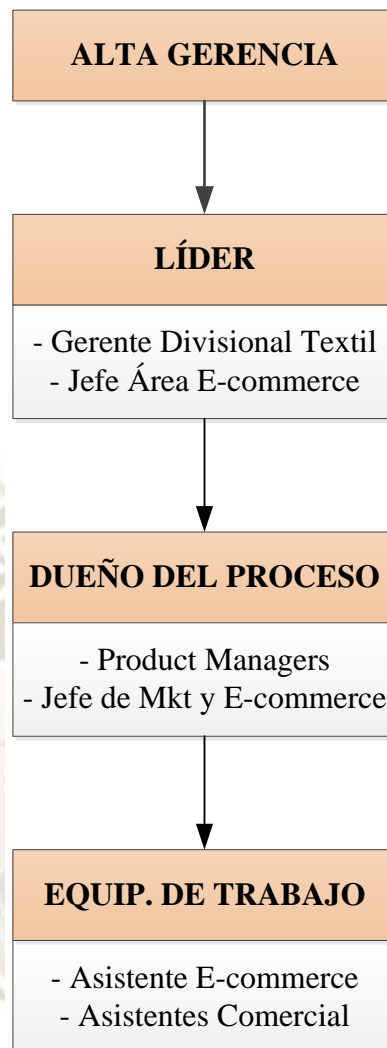 ALTA GERENCIA
LÍDER
- Gerente Divisional Textil
- Jefe Área E-commerce
DUEÑO DEL PROCESO
- Product Managers
- Jefe de Mkt y E-commerce
EQUIP. DE TRABAJO
- Asistente E-commerce
- Asistentes Comercial